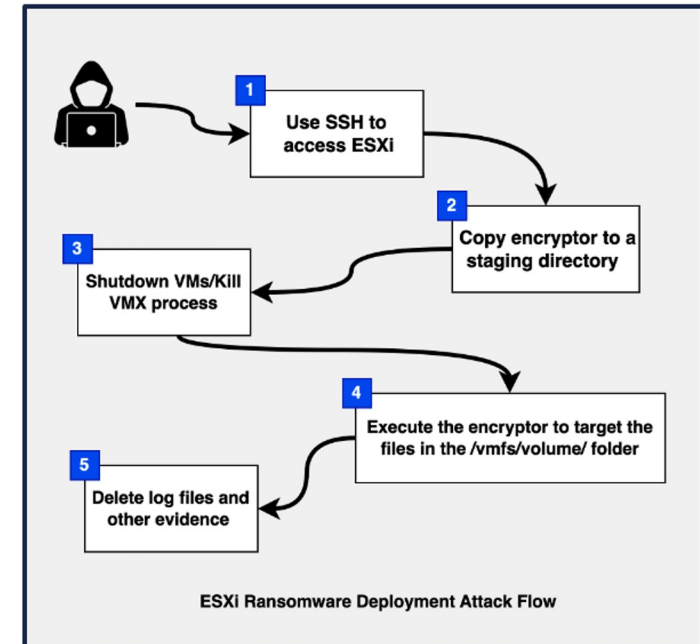 1
Use SSH to
access ESXi
2
Copy encryptor to a
staging directory
3
Shutdown VMs/Kill
VMX process
4
Execute the encryptor to target the
files in the /vmfs/volume/ folder
5
Delete log files and
other evidence
ESXi Ransomware Deployment Attack Flow